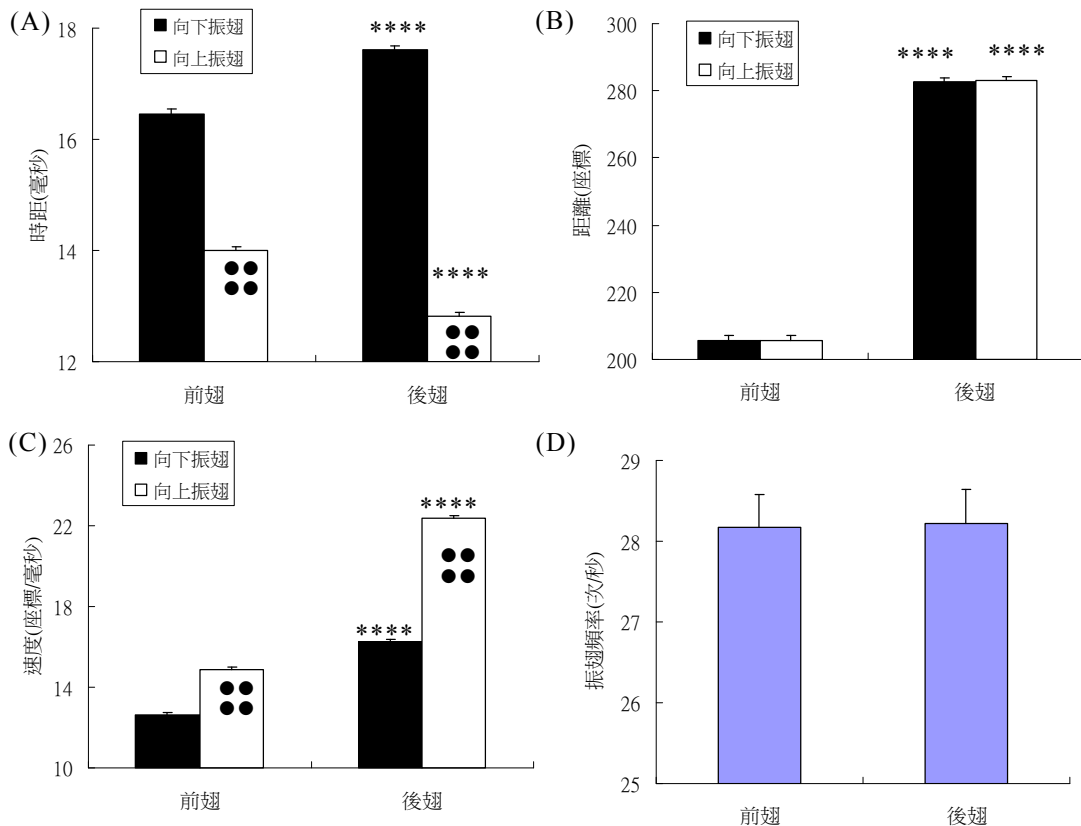 (A)
向下振翅
向上振翅
時距(毫秒)
18
16
14
12
****
****
前翅
後翅
(B)
向下振翅
向上振翅
距離(座標)
300
280
260
240
220
200
****
****
前翅
後翅
(C)
向下振翅
向上振翅
速度(座標/毫秒)
26
22
18
14
10
****
****
前翅
後翅
(D)
振翅頻率(次/秒)
29
28
27
26
25
前翅
後翅